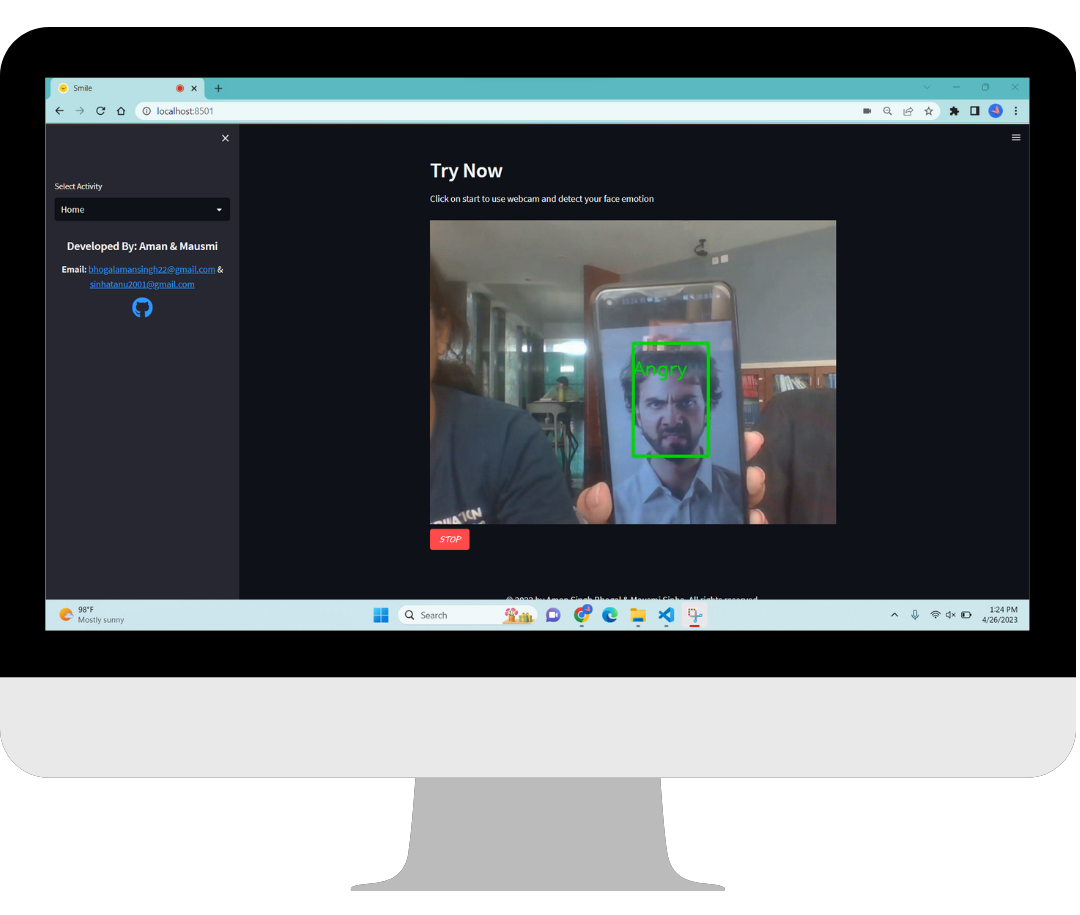 Smile
localhost:8501
Select Activity
Home
Developed By: Aman & Mausmi
Email: bhogalamansingh22@gmail.com &
sinhatanu2001@gmail.com
Try Now
Click on start to use webcam and detect your face emotion
Angry
STOP
© 2023 by Aman Singh Bhogal & Mausmi Sinha. All rights reserved
98°F
Mostly sunny
Search
1:24 PM
4/26/2023